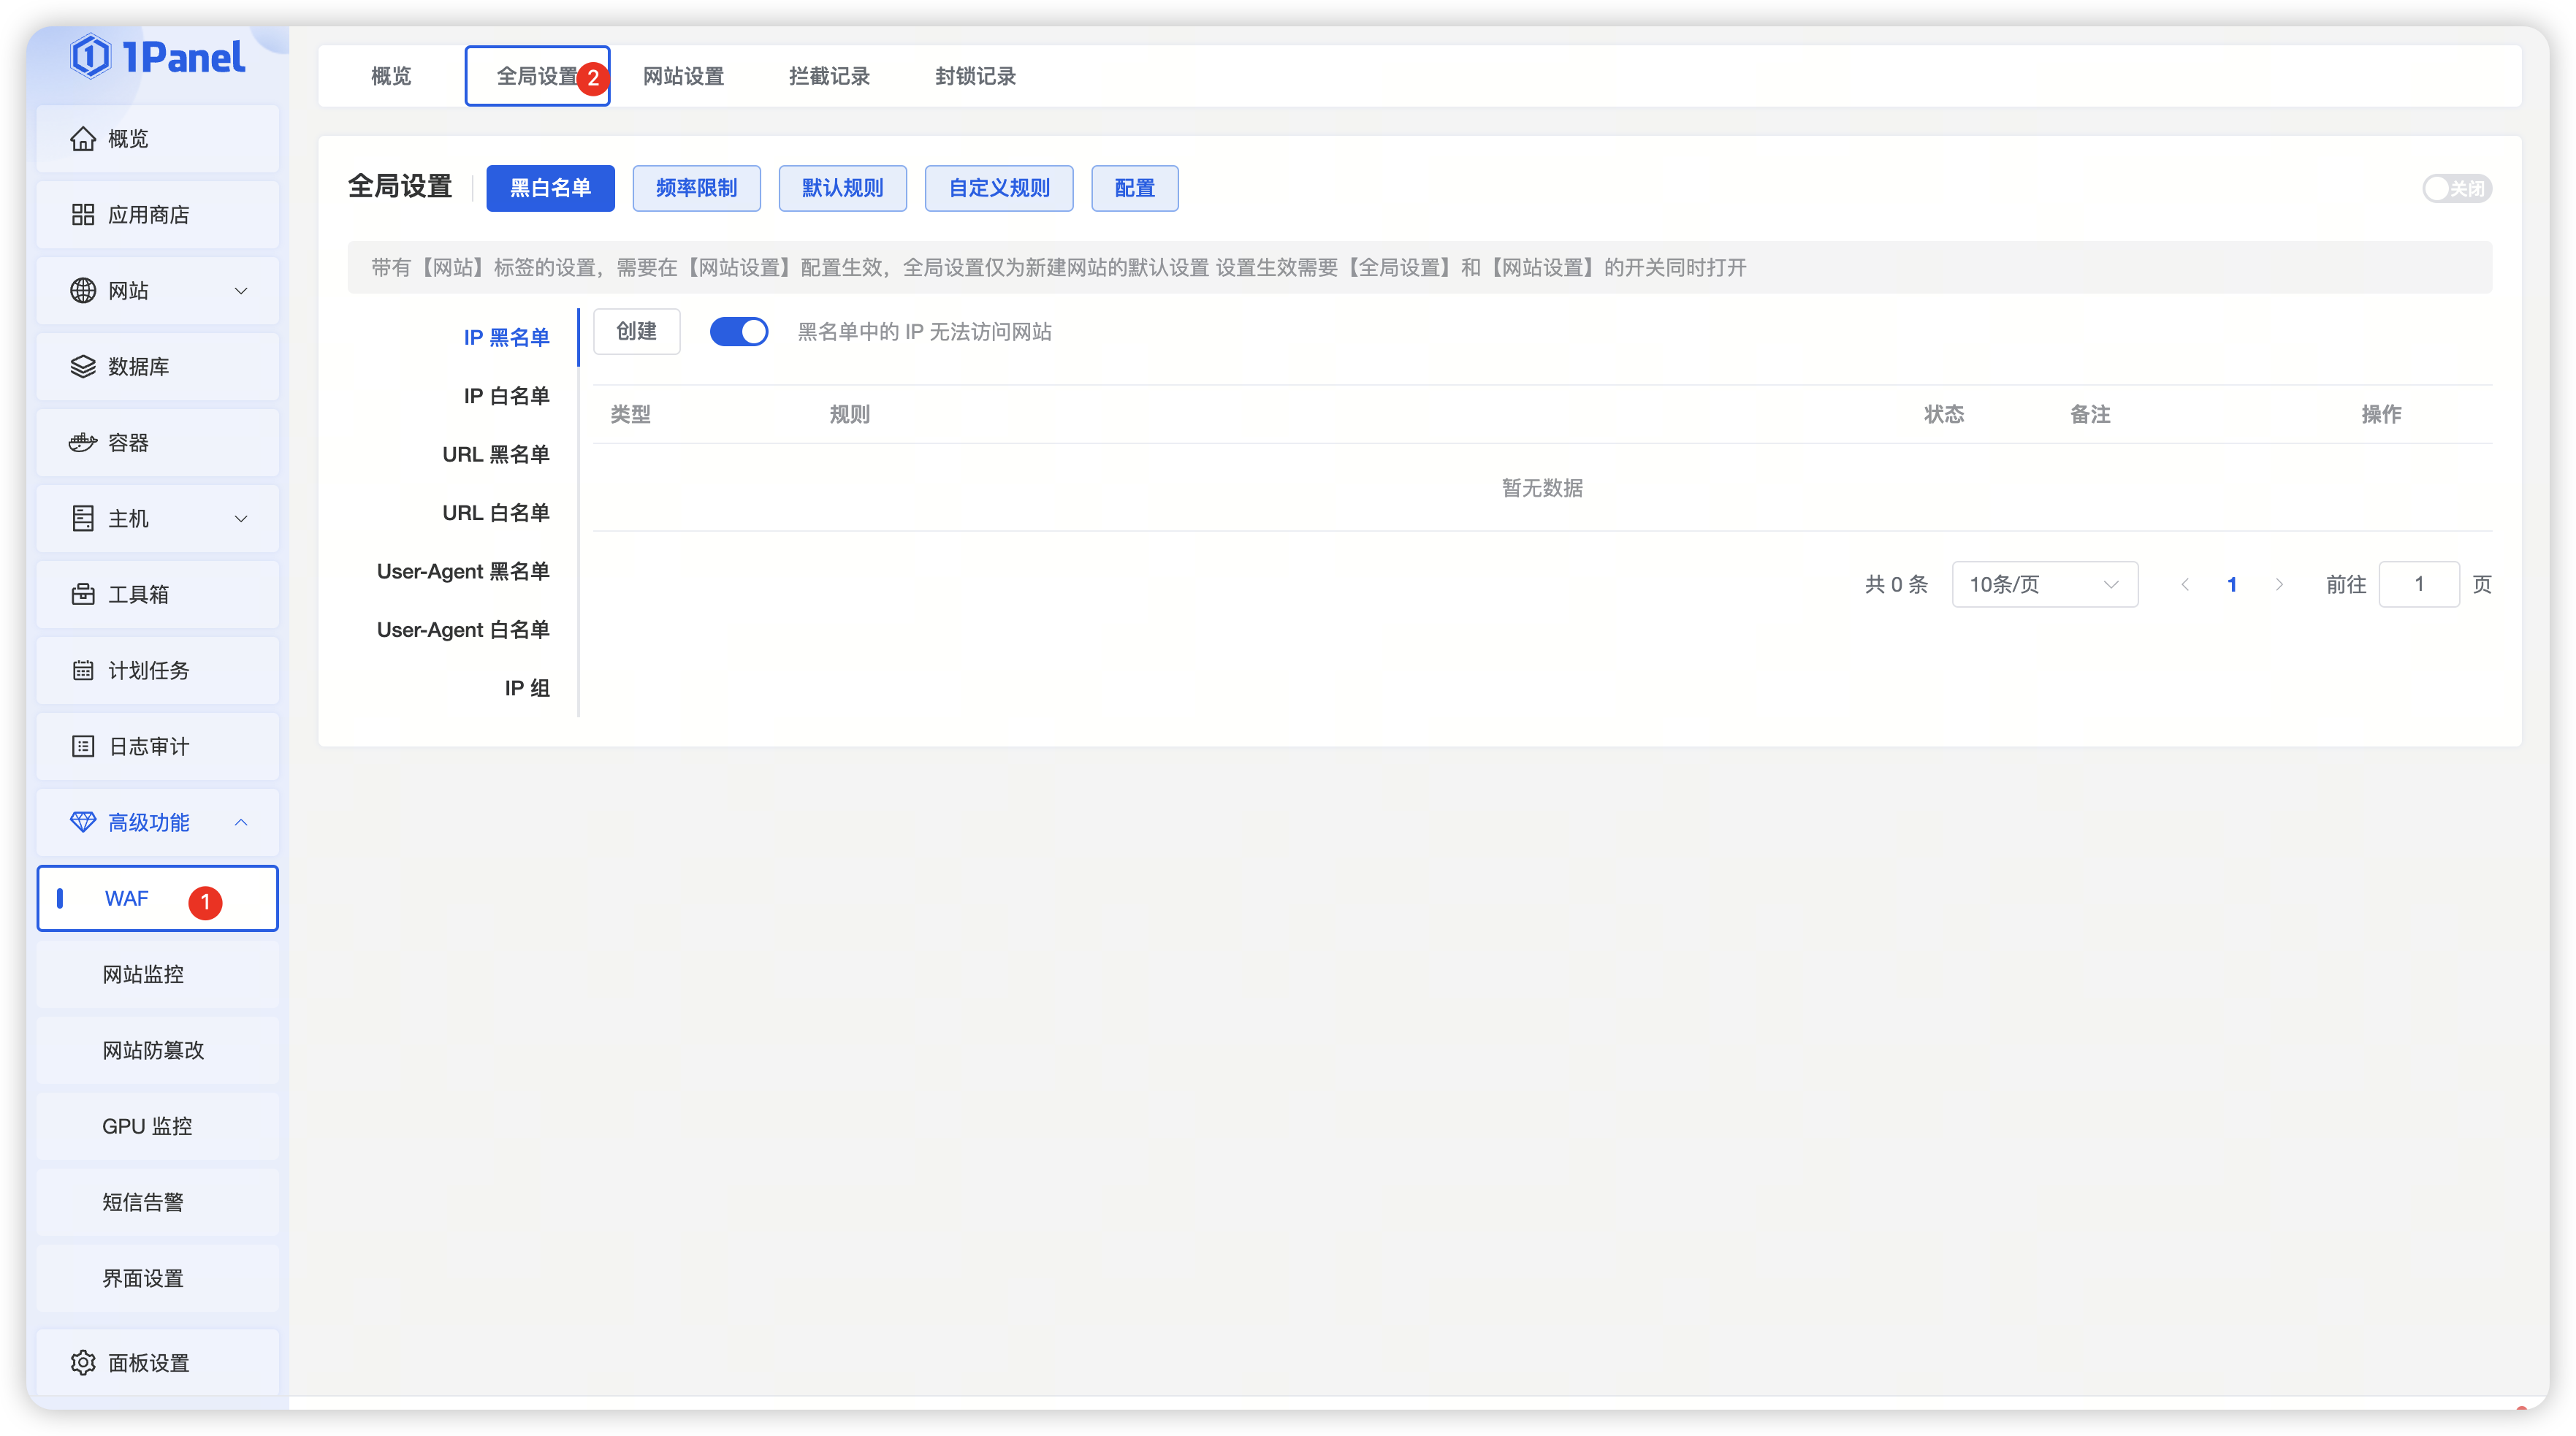 1Panel
概览
应用商店
网站
数据库
容器
主机
工具箱
计划任务
日志审计
高级功能
WAF 1
网站监控
网站防篡改
GPU 监控
短信告警
界面设置
面板设置
概览 全局设置 2 网站设置 拦截记录 封锁记录
全局设置 黑白名单 频率限制 默认规则 自定义规则 配置 关闭
带有【网站】标签的设置，需要在【网站设置】配置生效，全局设置仅为新建网站的默认设置 设置生效需要【全局设置】和【网站设置】的开关同时打开
IP 黑名单
IP 白名单
URL 黑名单
URL 白名单
User-Agent 黑名单
User-Agent 白名单
IP 组
创建 黑名单中的 IP 无法访问网站
类型 规则 状态 备注 操作
暂无数据
共 0 条 10条/页 1 前往 1 页